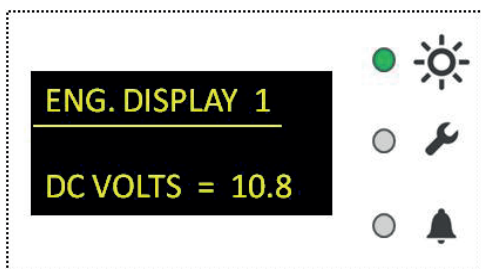 ENG. DISPLAY 1
DC VOLTS = 10.8